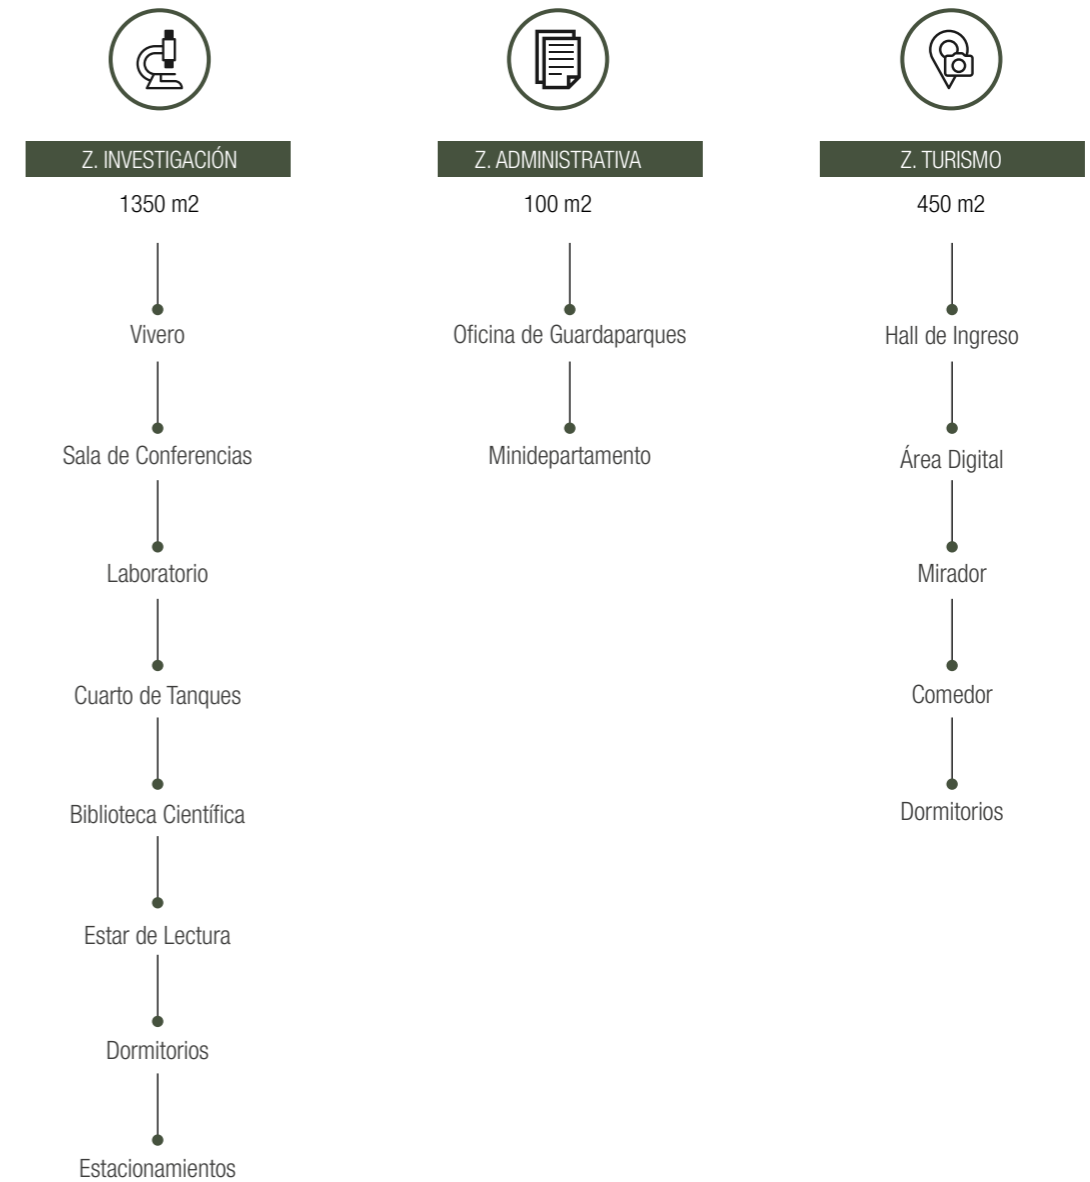 Z. INVESTIGACIÓN
1350 m2
Vivero
Sala de Conferencias
Laboratorio
Cuarto de Tanques
Biblioteca Científica
Estar de Lectura
Dormitorios
Estacionamientos
Z. ADMINISTRATIVA
100 m2
Oficina de Guardaparques
Minidepartamento
Z. TURISMO
450 m2
Hall de Ingreso
Área Digital
Mirador
Comedor
Dormitorios